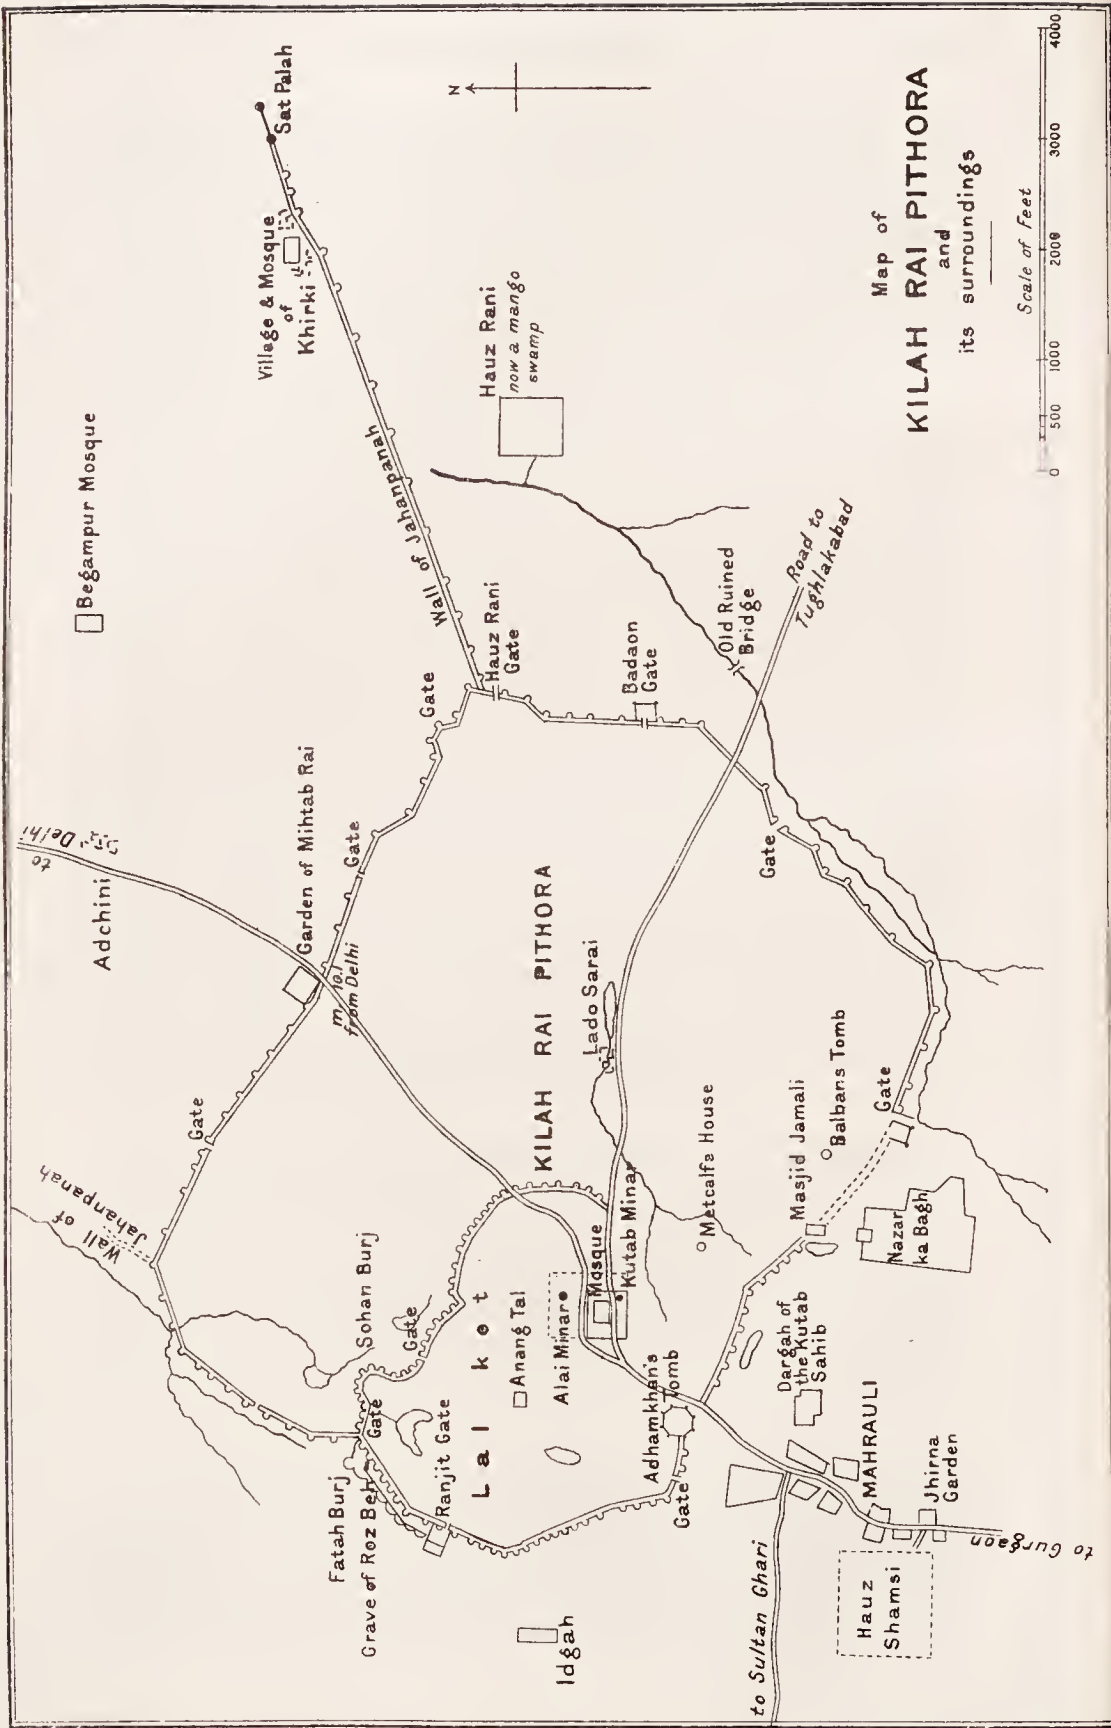 Map of
KILAH RAI PITHORA
and
its surroundings
Scale of Feet
0 500 1000 2000 3000 4000
N
Sat Palah
Village & Mosque
of
Khirki
Begampur Mosque
Hauz Rani
now a mango
swamp
Wall of Jahanpanah
Hauz Rani
Gate
Gate
Badaon
Gate
Old Ruined
Bridge
Road to
Tughlakabad
to Delhi
Adchini
Garden of Mihtab Rai
Gate
from Delhi
Gate
KILAH RAI PITHORA
Lado Sarai
Gate
Wall of
Jahanpanah
Metcalfe House
Masjid Jamali
Balbans Tomb
Gate
Nazar
ka Bagh
Sohan Burj
Gate
Lal kot
Anang Tal
Alai Minar
Mosque
Kutab Minar
Gate
Fatah Burj
Grave of Roz Beh
Ranjit Gate
Adhamkhan's
Tomb
Gate
Dargah of
the Kutab
Sahib
MAHRAULI
Jhirna
Garden
to Gurgaon
Hauz
Shamsi
to Sultan Ghari
Idgah